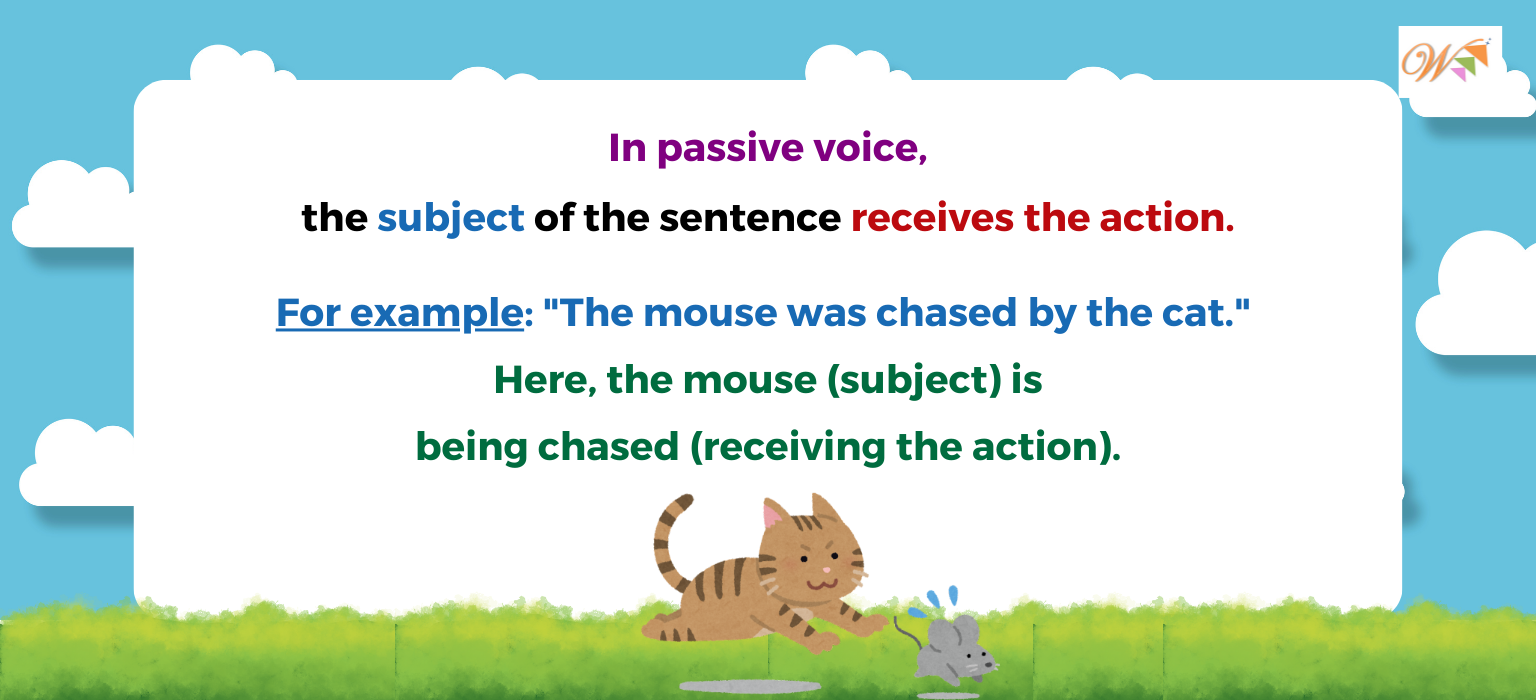 W
In passive voice,
the subject of the sentence receives the action.
For example: "The mouse was chased by the cat."
Here, the mouse (subject) is
being chased (receiving the action).